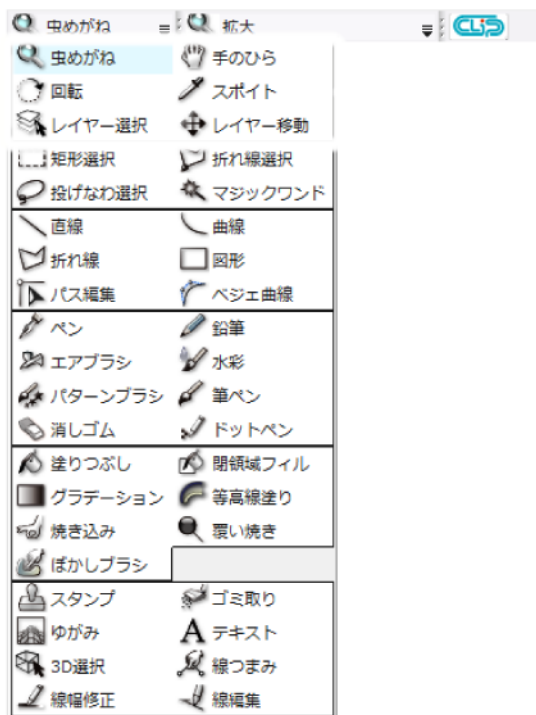 虫めがね 拡大 CLIP
虫めがね 手のひら
回転 スポイト
レイヤー選択 レイヤー移動
矩形選択 折れ線選択
投げなわ選択 マジックワンド
直線 曲線
折れ線 図形
パス編集 ベジェ曲線
ペン 鉛筆
エアブラシ 水彩
パターンブラシ 筆ペン
消しゴム ドットペン
塗りつぶし 閉領域フィル
グラデーション 等高線塗り
焼き込み 覆い焼き
ぼかしブラシ
スタンプ ゴミ取り
ゆがみ テキスト
3D選択 線つまみ
線幅修正 線編集